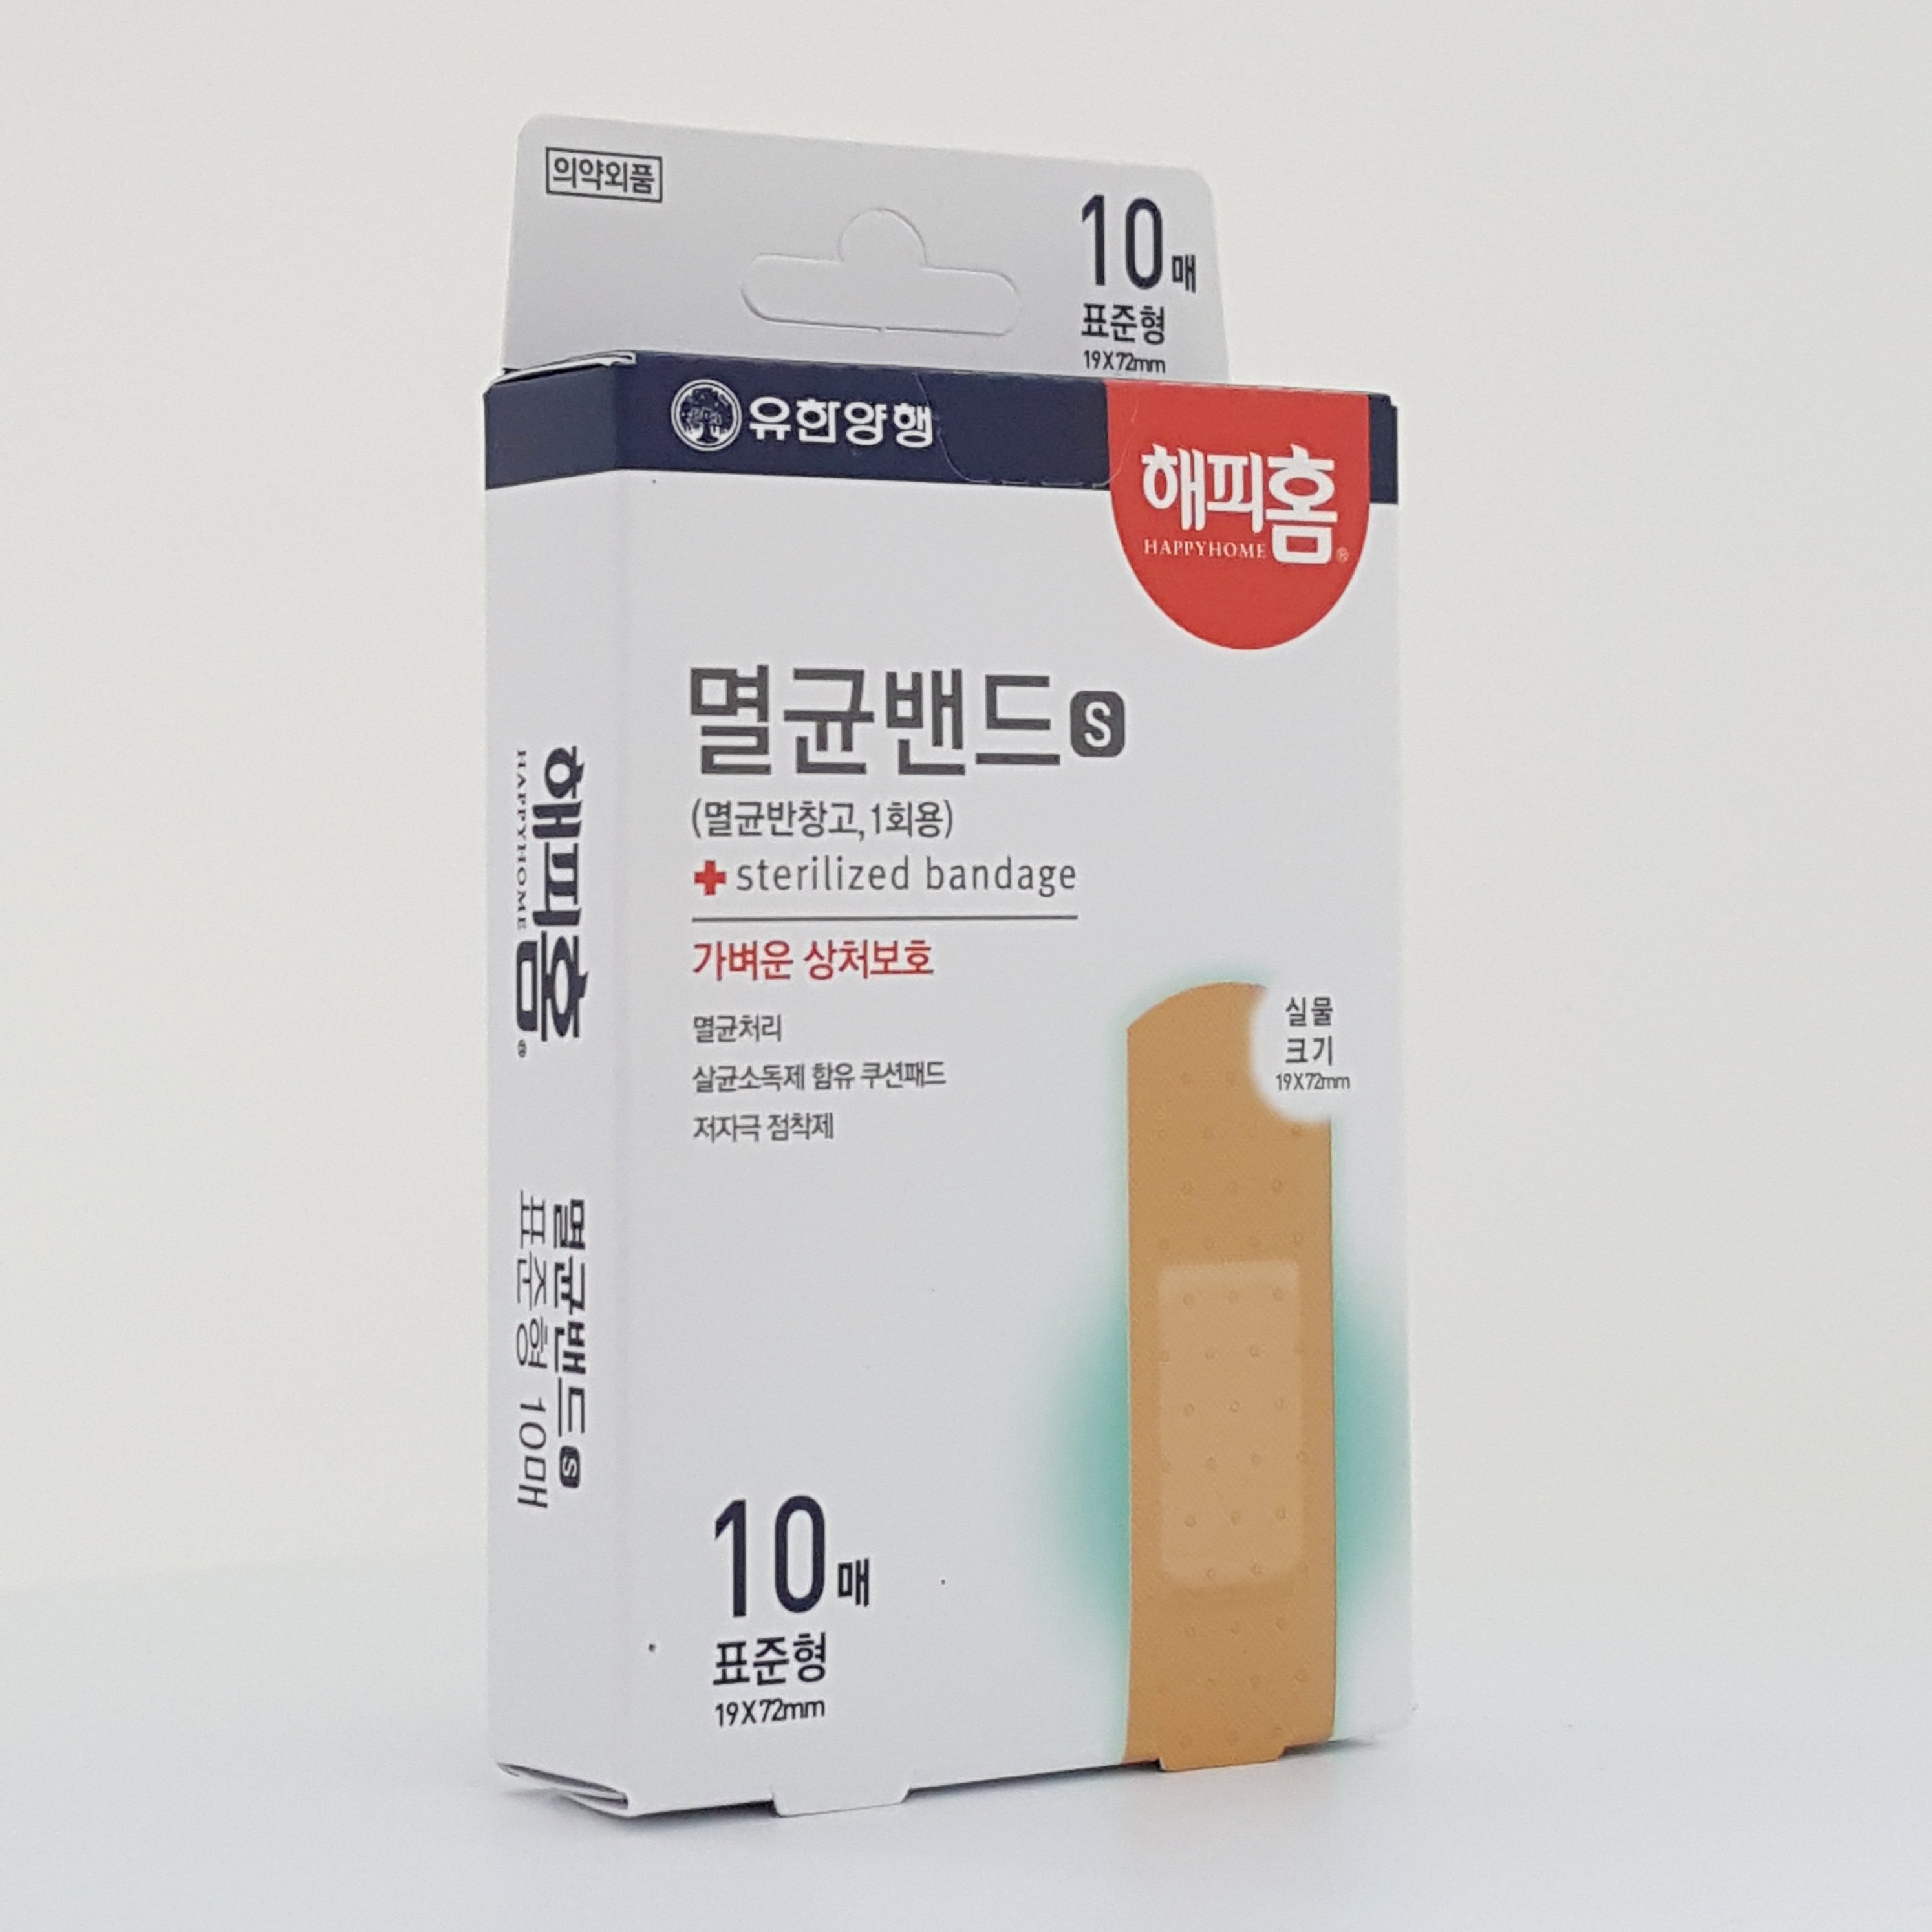 의약외품
10매
표준형
19X72mm
유한양행
해피홈
HAPPYHOME
멸균밴드S
(멸균반창고,1회용)
sterilized bandage
가벼운 상처보호
멸균처리
살균소독제 함유 쿠션패드
저자극 점착제
실물
크기
19X72mm
10매
표준형
19X72mm
해피홈
HAPPYHOME
멸균밴드S
표준형 10매